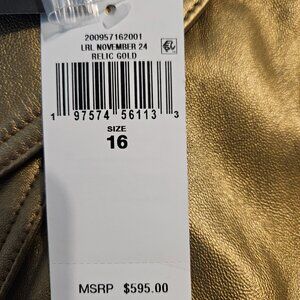 200957162001
LRL NOVEMBER 24
RELIC GOLD
1 97574 56113 3
SIZE
16
MSRP $595.00